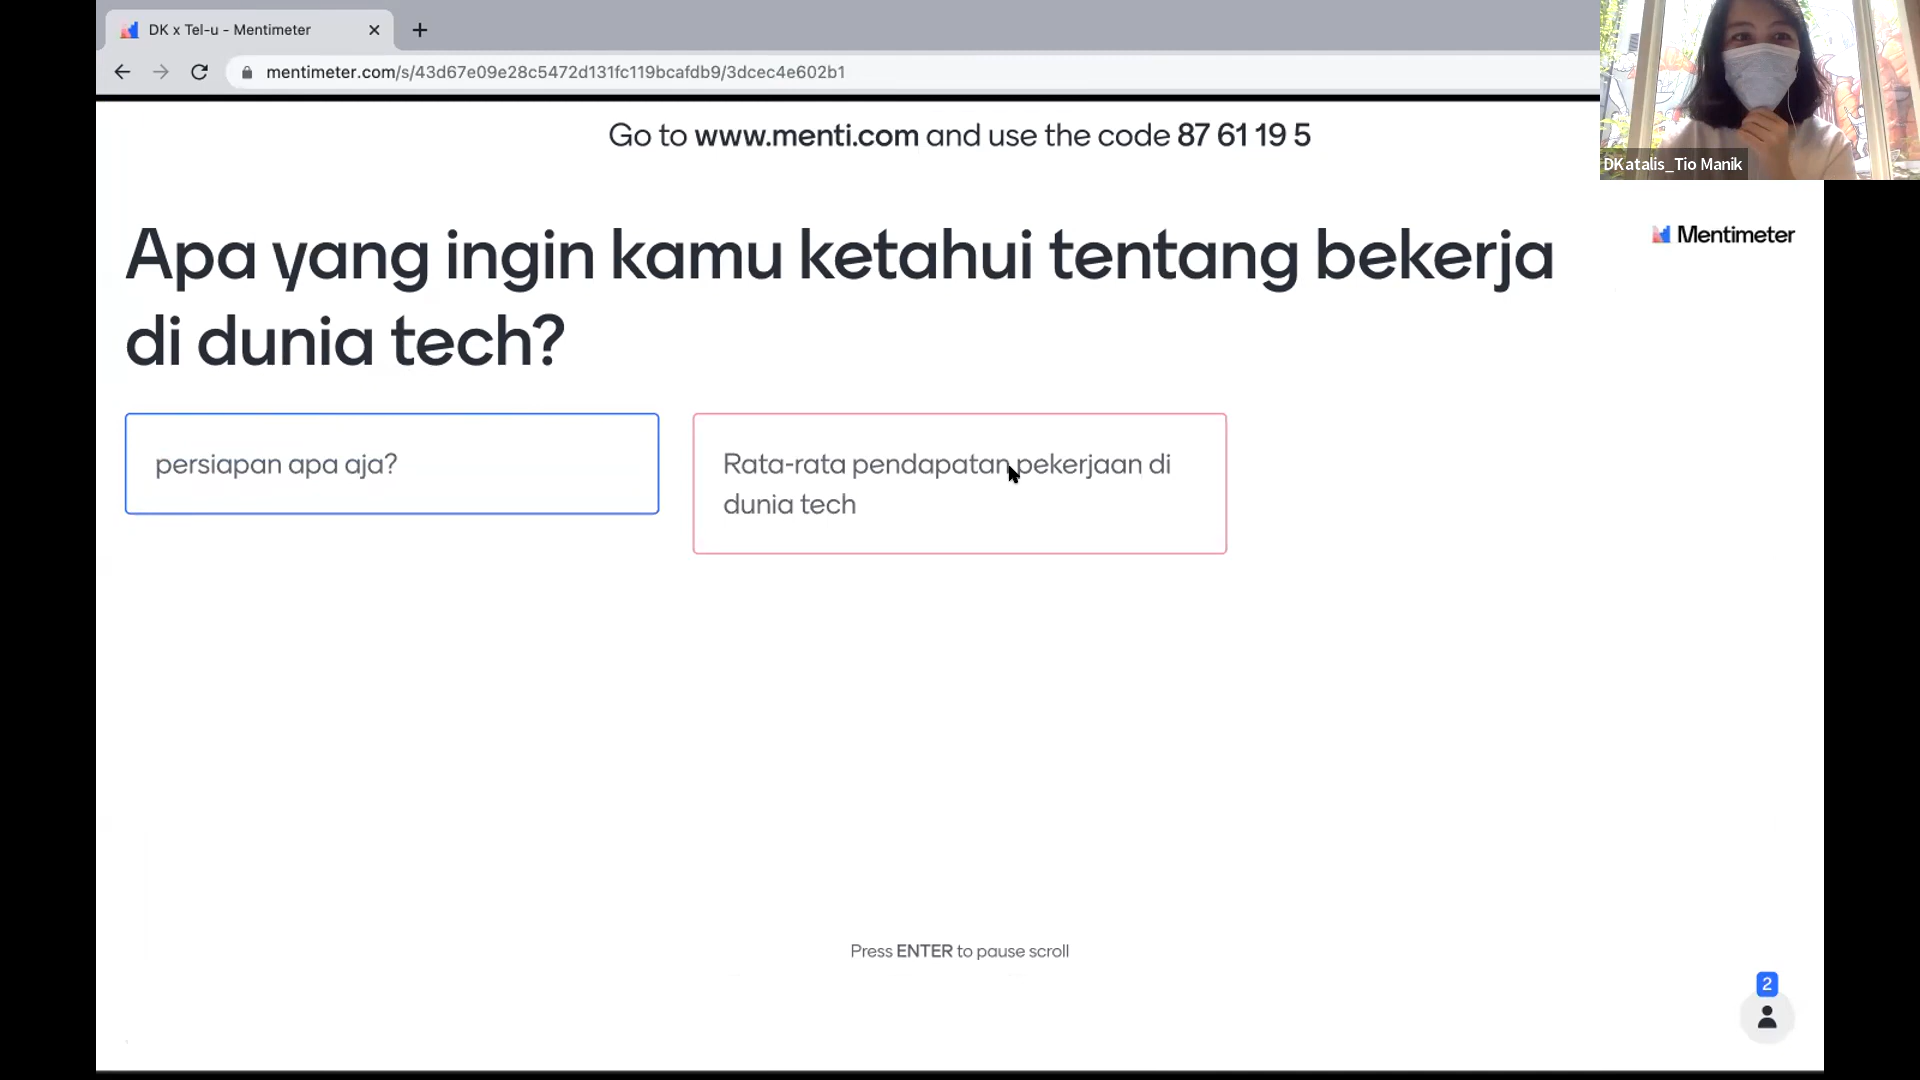 DK x Tel-u - Mentimeter
mentimeter.com/s/43d67e09e28c5472d131fc119bcafdb9/3dcec4e602b1
Go to www.menti.com and use the code 87 61 19 5
DKatalis_Tio Manik
Mentimeter
Apa yang ingin kamu ketahui tentang bekerja
di dunia tech?
persiapan apa aja?
Rata-rata pendapatan pekerjaan di
dunia tech
Press ENTER to pause scroll
2